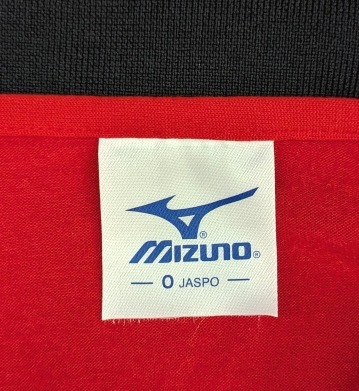 ®
MIZUNO®
— O JASPO —